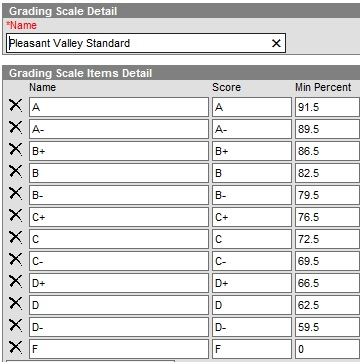 Grading Scale Detail
*Name
Pleasant Valley Standard
Grading Scale Items Detail
Name Score Min Percent
A A 91.5
A- A- 89.5
B+ B+ 86.5
B B 82.5
B- B- 79.5
C+ C+ 76.5
C C 72.5
C- C- 69.5
D+ D+ 66.5
D D 62.5
D- D- 59.5
F F 0